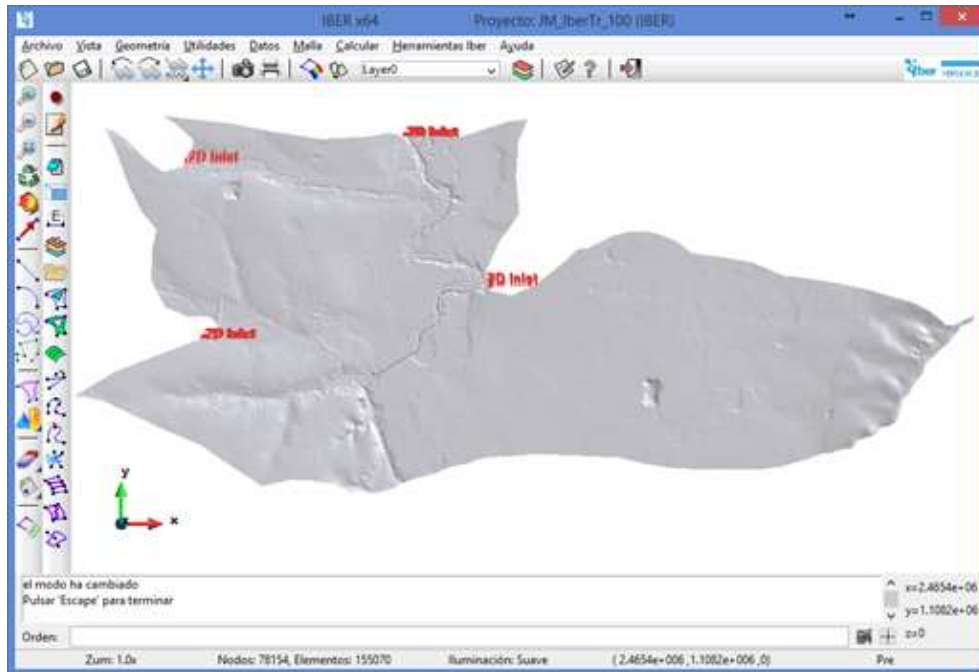 IBER x64 Proyecto: JM_IberTr_100 (IBER)
Archivo Vista Geometría Utilidades Datos Malla Calcular Herramientas Iber Ayuda
Layer0
Iber
2D Inlet
2D Inlet
2D Inlet
2D Inlet
E
y
x
el modo ha cambiado
Pulsar 'Escape' para terminar
x=2.4654e+06
y=1.1082e+06
z=0
Orden:
Zum: 1.0x Nodos: 78154, Elementos: 155070 Iluminación: Suave ( 2.4654e+006 ,1.1082e+006 ,0) Pre